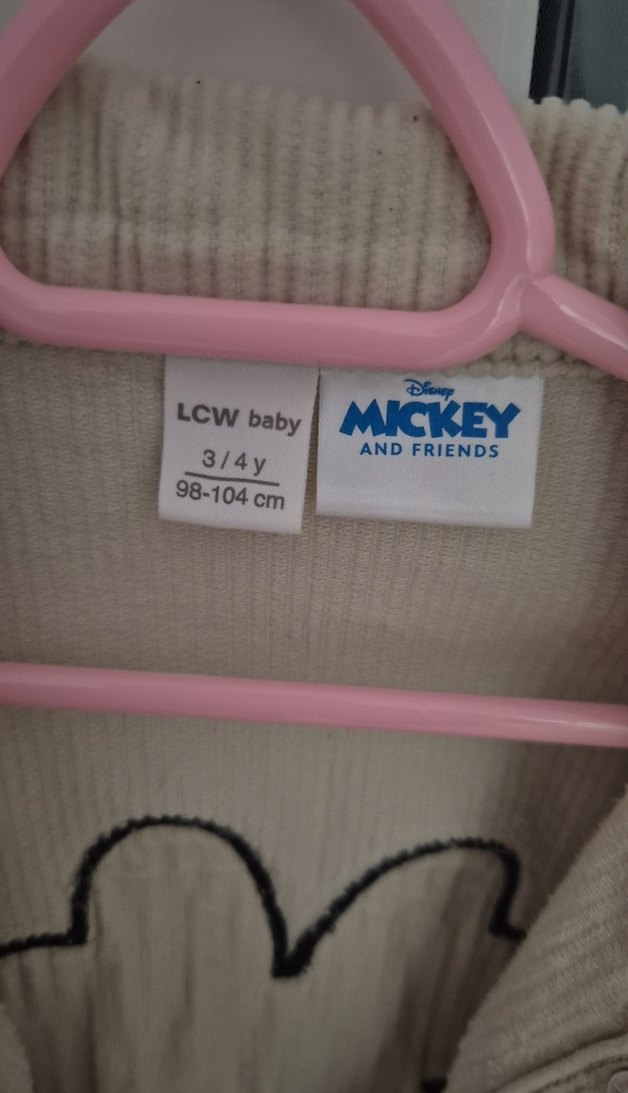 LCW baby
3 / 4 y
98-104 cm
Disney
MICKEY
AND FRIENDS